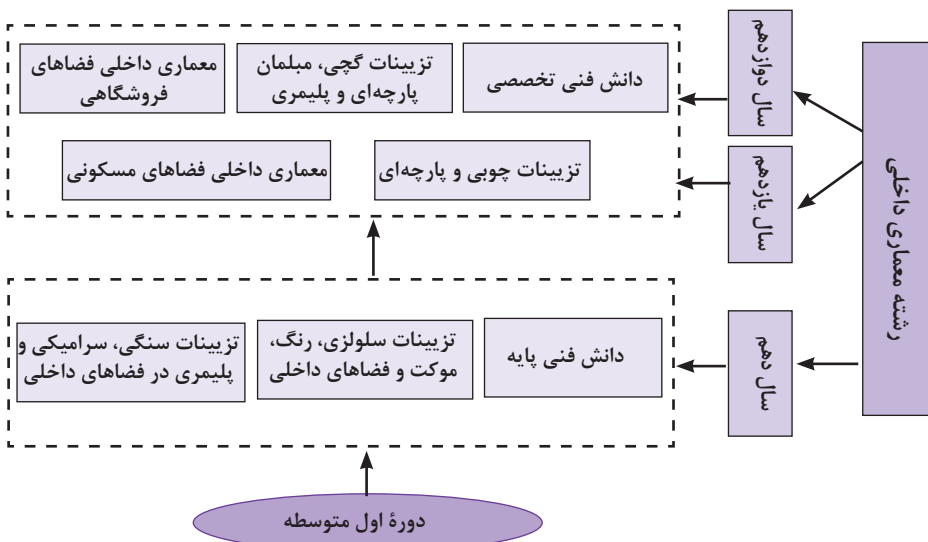 رشته معماری داخلی
سال دوازدهم
دانش فنی تخصصی
تزیینات گچی، مبلمان
پارچه‌ای و پلیمری
معماری داخلی فضاهای
فروشگاهی
سال یازدهم
تزیینات چوبی و پارچه‌ای
معماری داخلی فضاهای مسکونی
سال دهم
دانش فنی پایه
تزیینات سلولزی، رنگ،
موکت و فضاهای داخلی
تزیینات سنگی، سرامیکی و
پلیمری در فضاهای داخلی
دورهٔ اول متوسطه